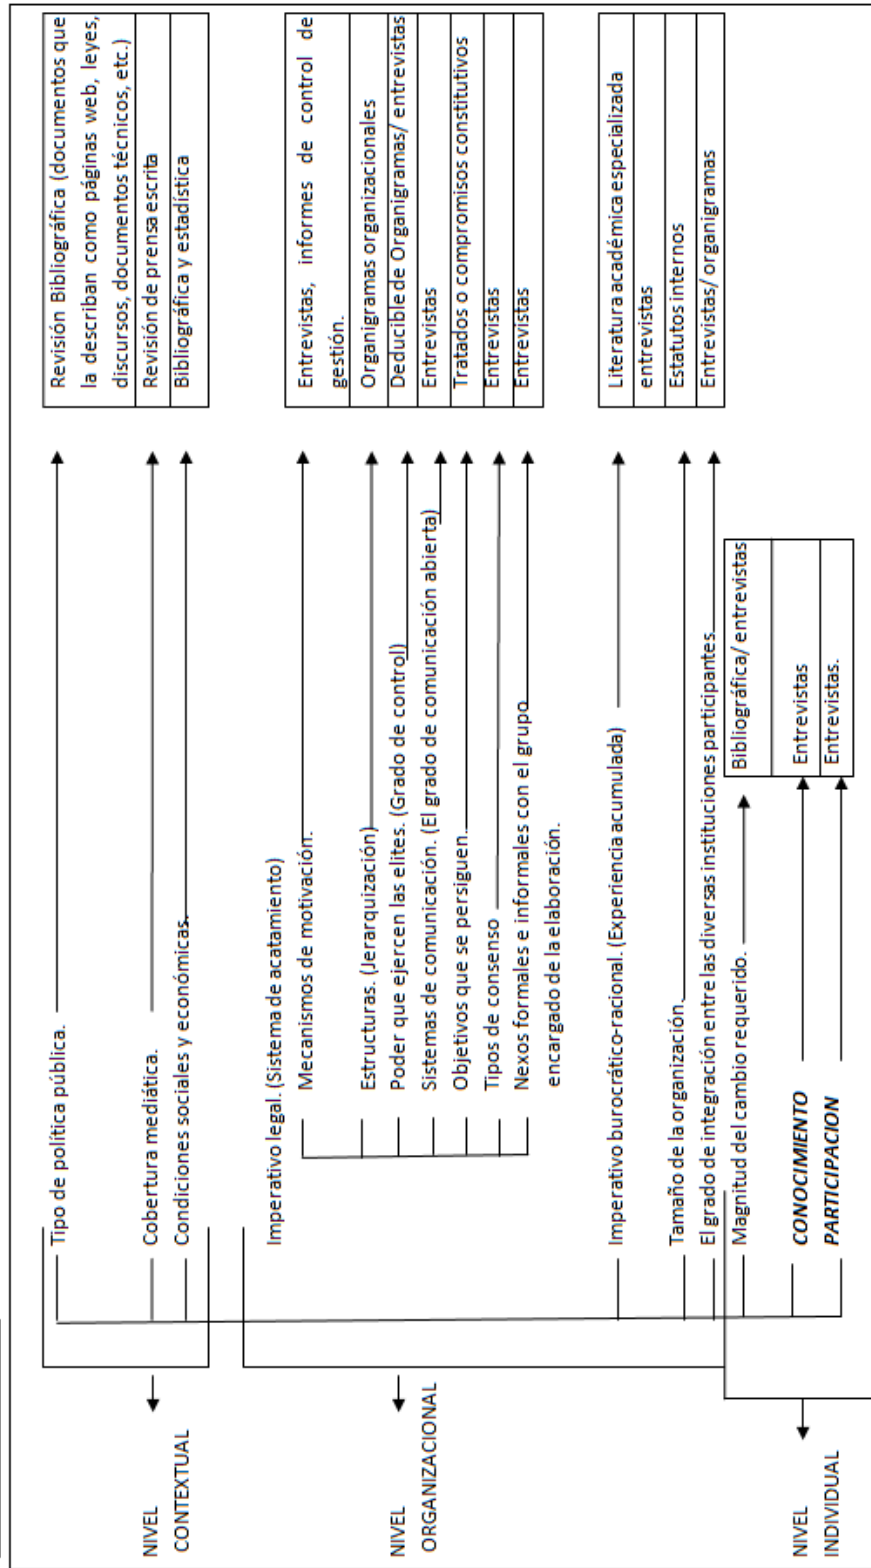 NIVEL
CONTEXTUAL
Tipo de política pública.
Cobertura mediática.
Condiciones sociales y económicas.
Revisión Bibliográfica (documentos que
la describan como páginas web, leyes,
discursos, documentos técnicos, etc.)
Revisión de prensa escrita
Bibliográfica y estadística
NIVEL
ORGANIZACIONAL
Imperativo legal. (Sistema de acatamiento)
Mecanismos de motivación.
Estructuras. (Jerarquización)
Poder que ejercen las elites. (Grado de control)
Sistemas de comunicación. (El grado de comunicación abierta)
Objetivos que se persiguen.
Tipos de consenso
Nexos formales e informales con el grupo
encargado de la elaboración.
Entrevistas, informes de control de
gestión.
Organigramas organizacionales
Deducible de Organigramas/ entrevistas
Entrevistas
Tratados o compromisos constitutivos
Entrevistas
Entrevistas
Imperativo burocrático-racional. (Experiencia acumulada)
Tamaño de la organización.
El grado de integración entre las diversas instituciones participantes.
Literatura académica especializada
entrevistas
Estatutos internos
Entrevistas/ organigramas
NIVEL
INDIVIDUAL
Magnitud del cambio requerido.
CONOCIMIENTO
PARTICIPACION
Bibliográfica/ entrevistas
Entrevistas
Entrevistas.